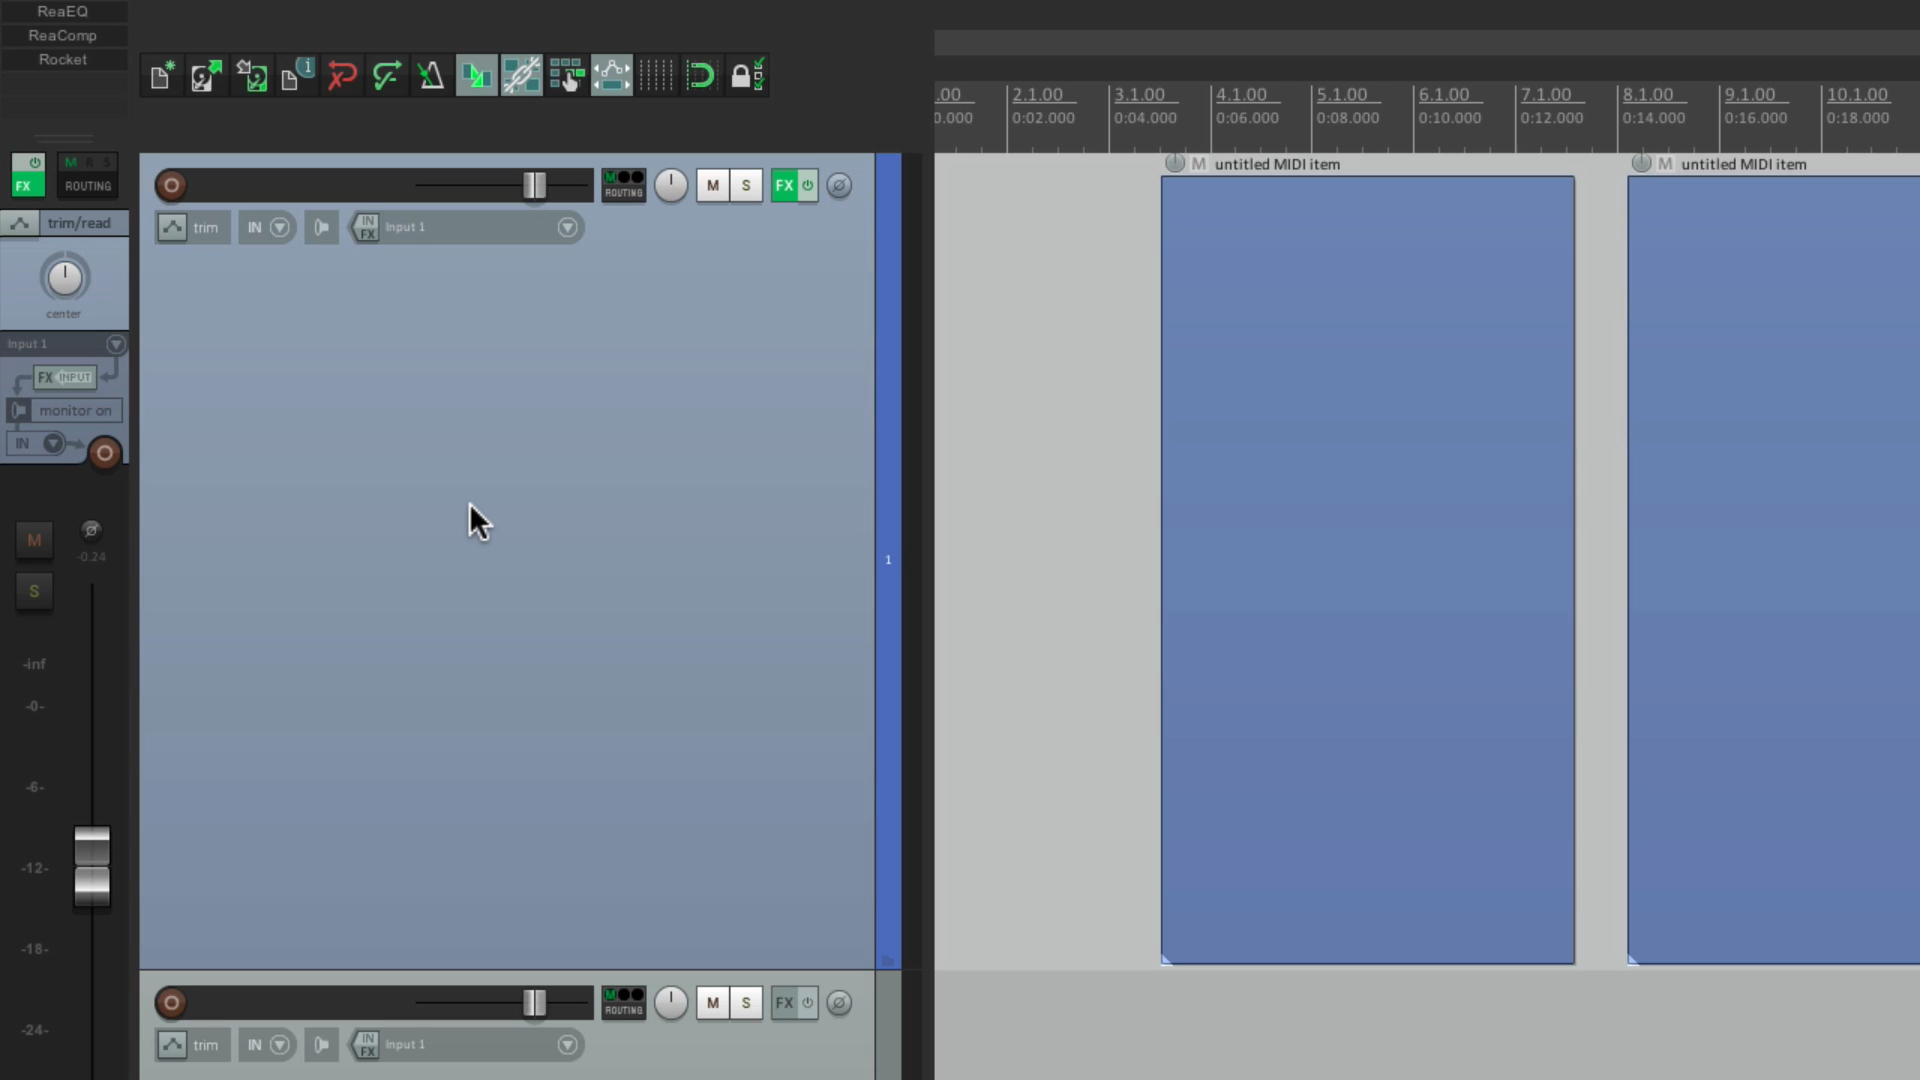 ReaEQ
ReaComp
Rocket
FX
M R S
ROUTING
trim/read
center
Input 1
FX INPUT
monitor on
IN
M
-0.24
S
-inf
-0-
-6-
-12-
-18-
-24-
i
.00 2.1.00 3.1.00 4.1.00 5.1.00 6.1.00 7.1.00 8.1.00 9.1.00 10.1.00
0.000 0:02.000 0:04.000 0:06.000 0:08.000 0:10.000 0:12.000 0:14.000 0:16.000 0:18.000
M untitled MIDI item M untitled MIDI item
M ROUTING M S FX
trim IN IN FX Input 1
1
M ROUTING M S FX
trim IN IN FX Input 1